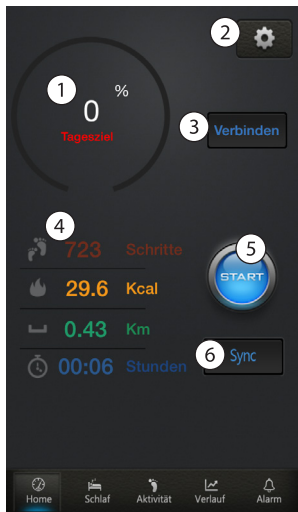 2
1
%
0
Tagesziel
3
Verbinden
4
723 Schritte
5
START
29.6 Kcal
0.43 Km
6
Sync
00:06 Stunden
Home Schlaf Aktivität Verlauf Alarm